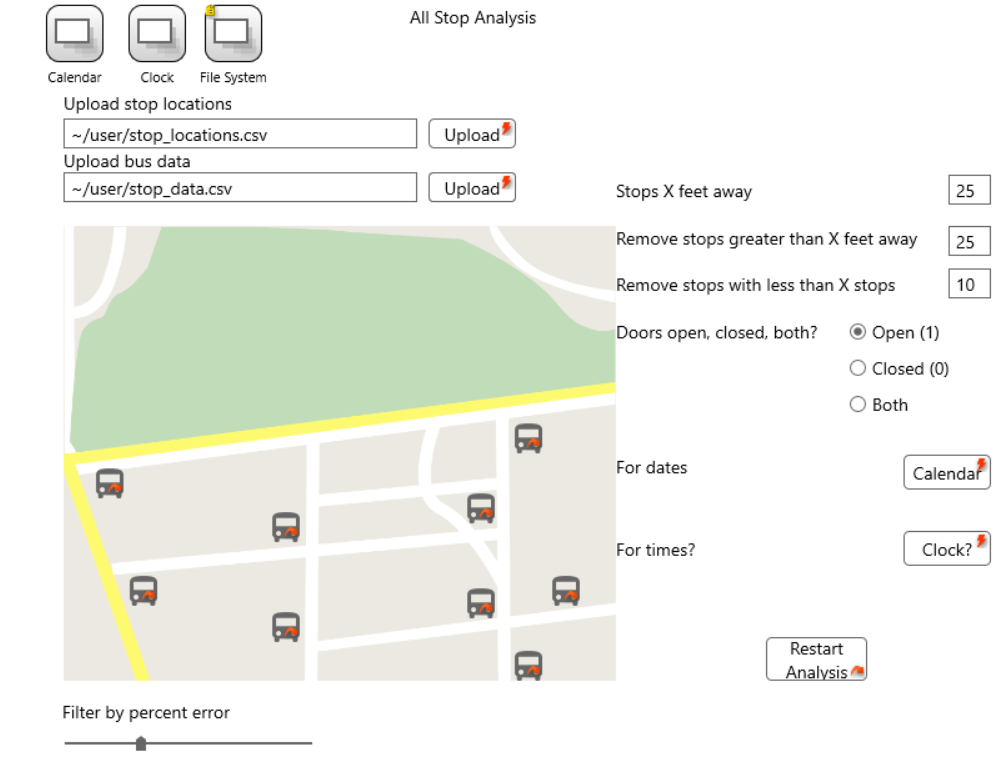 All Stop Analysis
Calendar
Clock
File System
Upload stop locations
~/user/stop_locations.csv
Upload
Upload bus data
~/user/stop_data.csv
Upload
Stops X feet away
25
Remove stops greater than X feet away
25
Remove stops with less than X stops
10
Doors open, closed, both?
Open (1)
Closed (0)
Both
For dates
Calendar
For times?
Clock?
Restart
Analysis
Filter by percent error